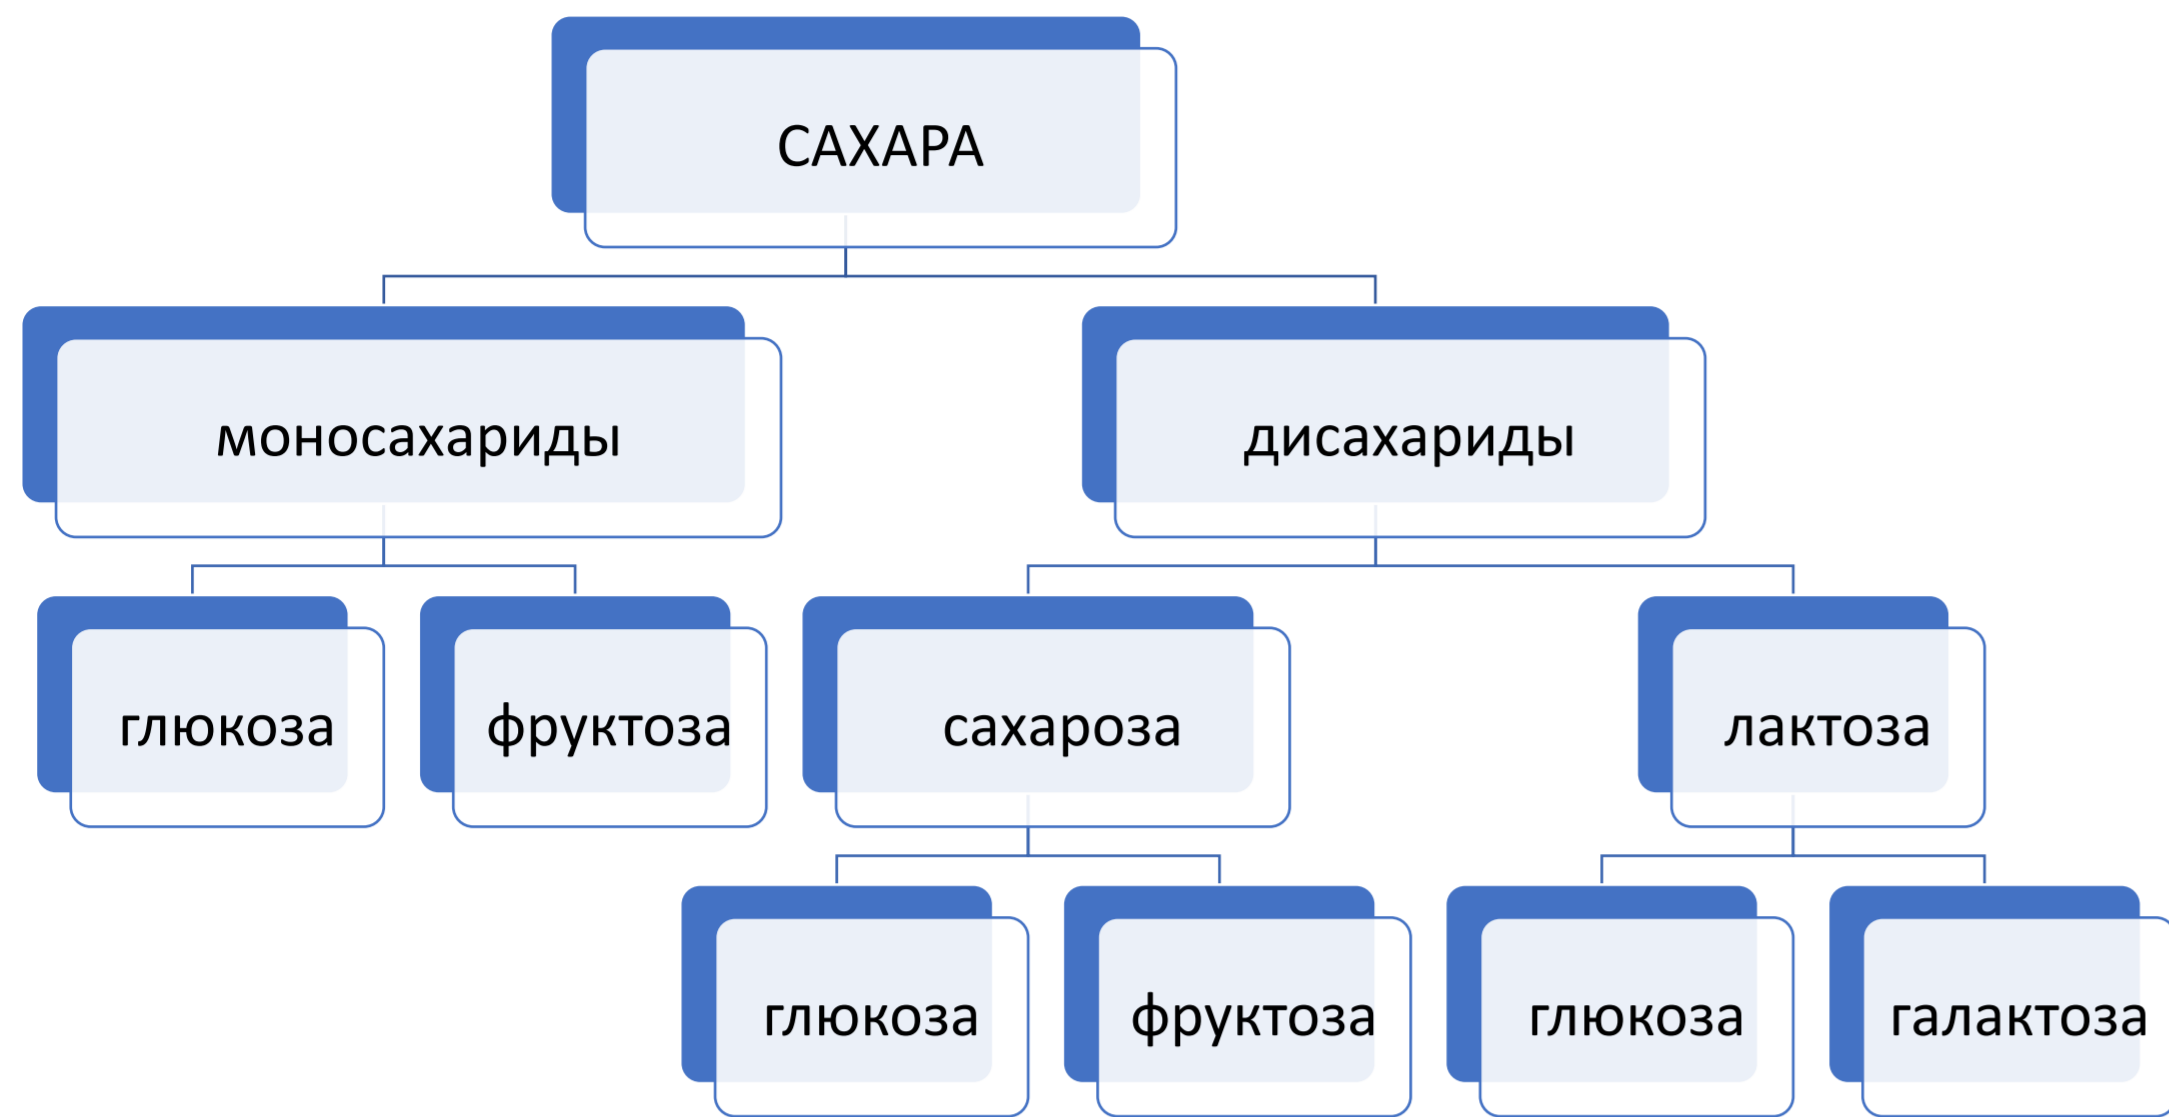 САХАРА
моносахариды
дисахариды
глюкоза
фруктоза
сахароза
лактоза
глюкоза
фруктоза
глюкоза
галактоза